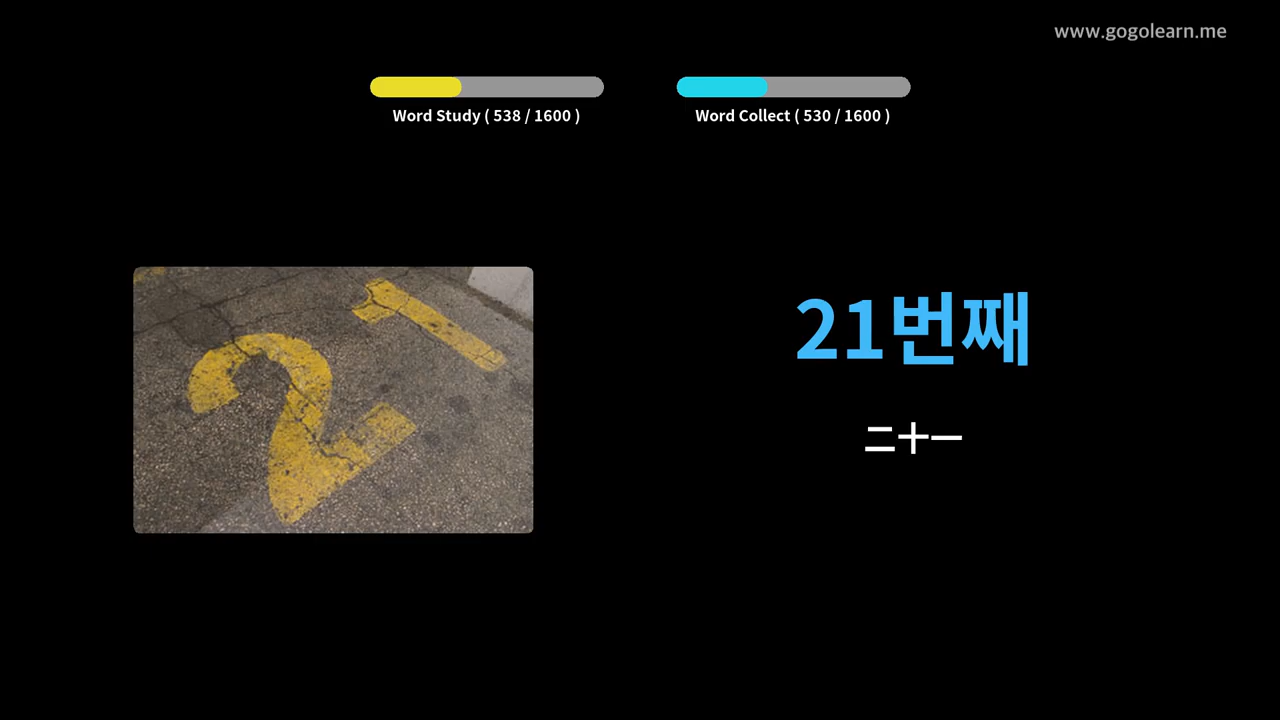 www.gogolearn.me
Word Study ( 538 / 1600 )
Word Collect ( 530 / 1600 )
21
21번째
二十一